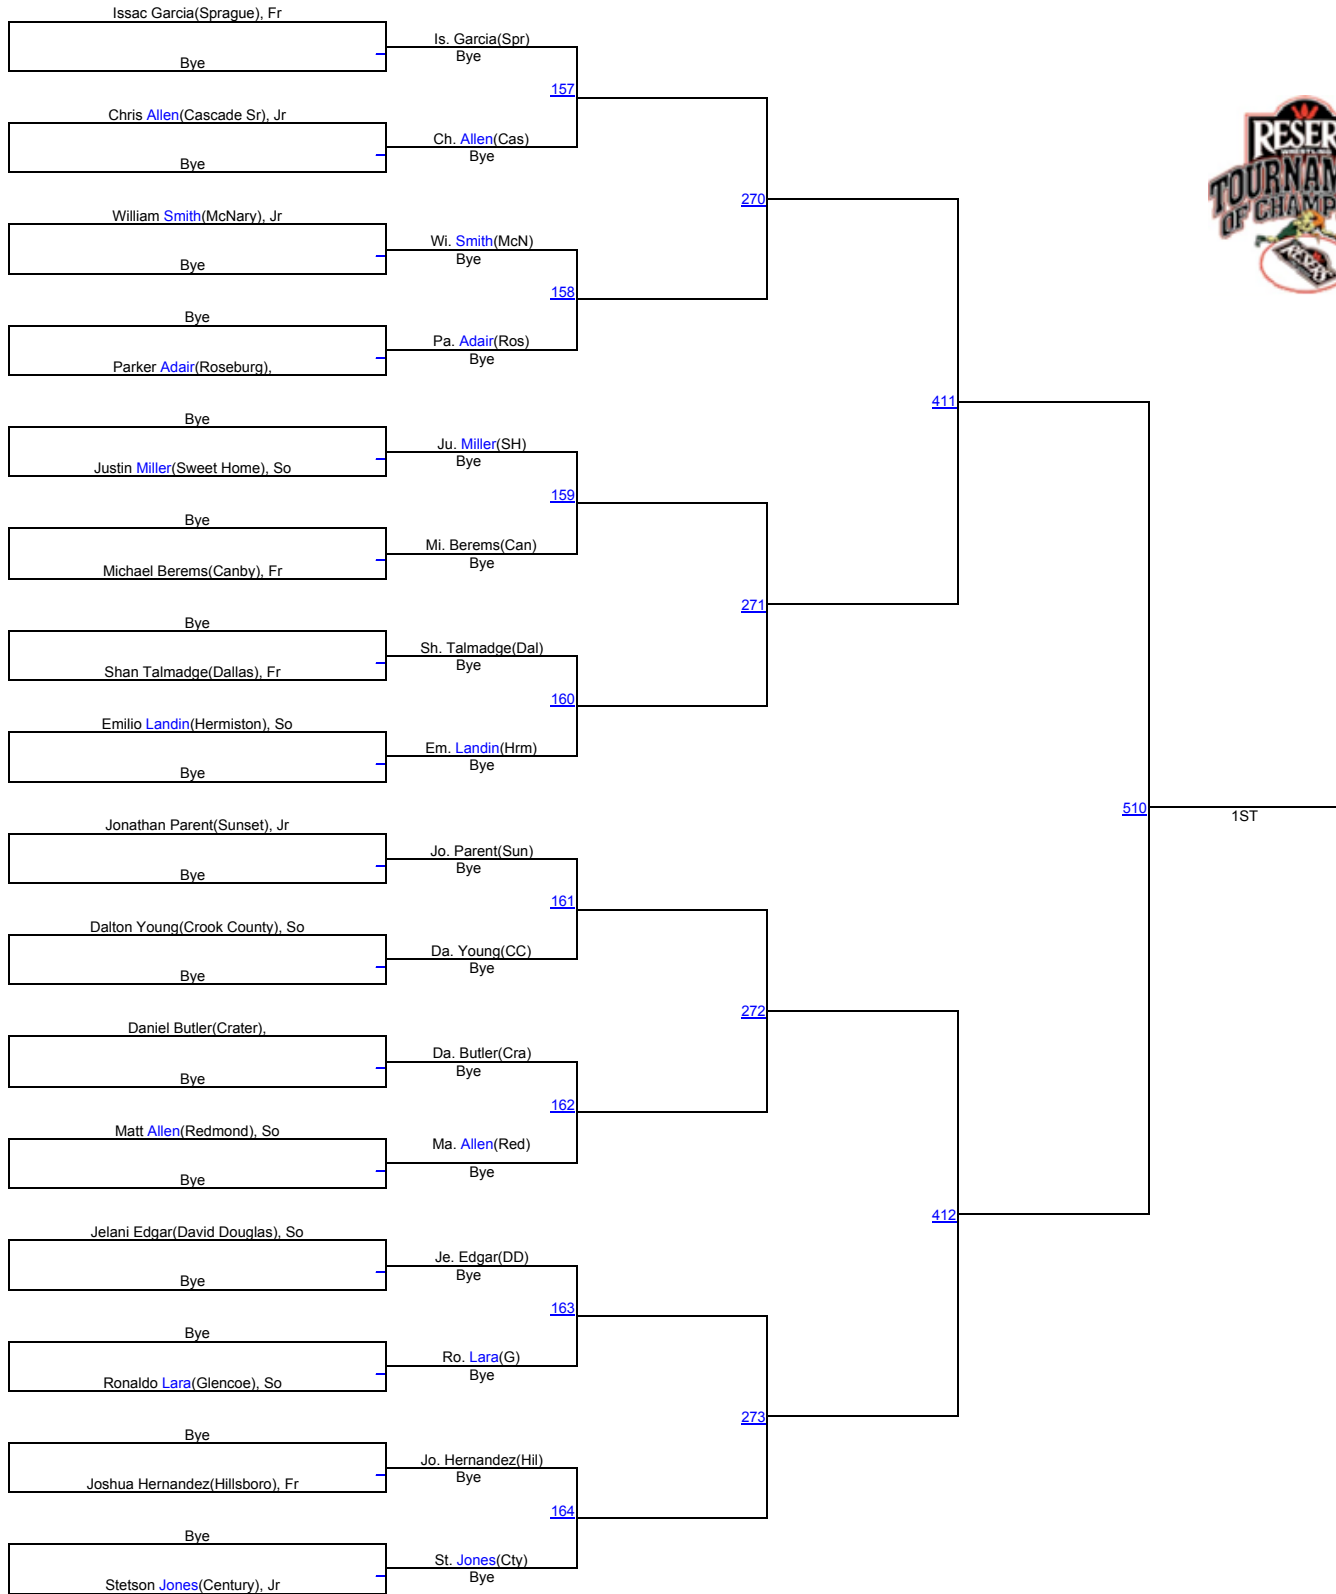 Issac Garcia(Sprague), Fr
Bye
Chris Allen(Cascade Sr), Jr
Bye
William Smith(McNary), Jr
Bye
Bye
Parker Adair(Roseburg),
Bye
Justin Miller(Sweet Home), So
Bye
Michael Berems(Canby), Fr
Bye
Shan Talmadge(Dallas), Fr
Emilio Landin(Hermiston), So
Bye
Jonathan Parent(Sunset), Jr
Bye
Dalton Young(Crook County), So
Bye
Daniel Butler(Crater),
Bye
Matt Allen(Redmond), So
Bye
Jelani Edgar(David Douglas), So
Bye
Bye
Ronaldo Lara(Glencoe), So
Bye
Joshua Hernandez(Hillsboro), Fr
Bye
Stetson Jones(Century), Jr
Is. Garcia(Spr)
Bye
Ch. Allen(Cas)
Bye
Wi. Smith(McN)
Bye
Pa. Adair(Ros)
Bye
Ju. Miller(SH)
Bye
Mi. Berems(Can)
Bye
Sh. Talmadge(Dal)
Bye
Em. Landin(Hrm)
Bye
Jo. Parent(Sun)
Bye
Da. Young(CC)
Bye
Da. Butler(Cra)
Bye
Ma. Allen(Red)
Bye
Je. Edgar(DD)
Bye
Ro. Lara(G)
Bye
Jo. Hernandez(Hil)
Bye
St. Jones(Cty)
Bye
157
158
159
160
161
162
163
164
270
271
272
273
411
412
510
1ST
RESER
WRESTLING
TOURNAM
OF CHAMP
RESER